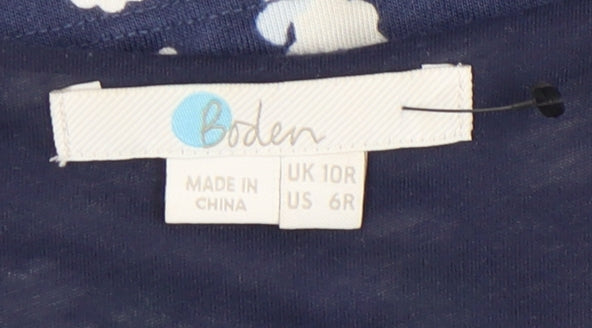 Boden
MADE IN
CHINA
UK 10R
US 6R